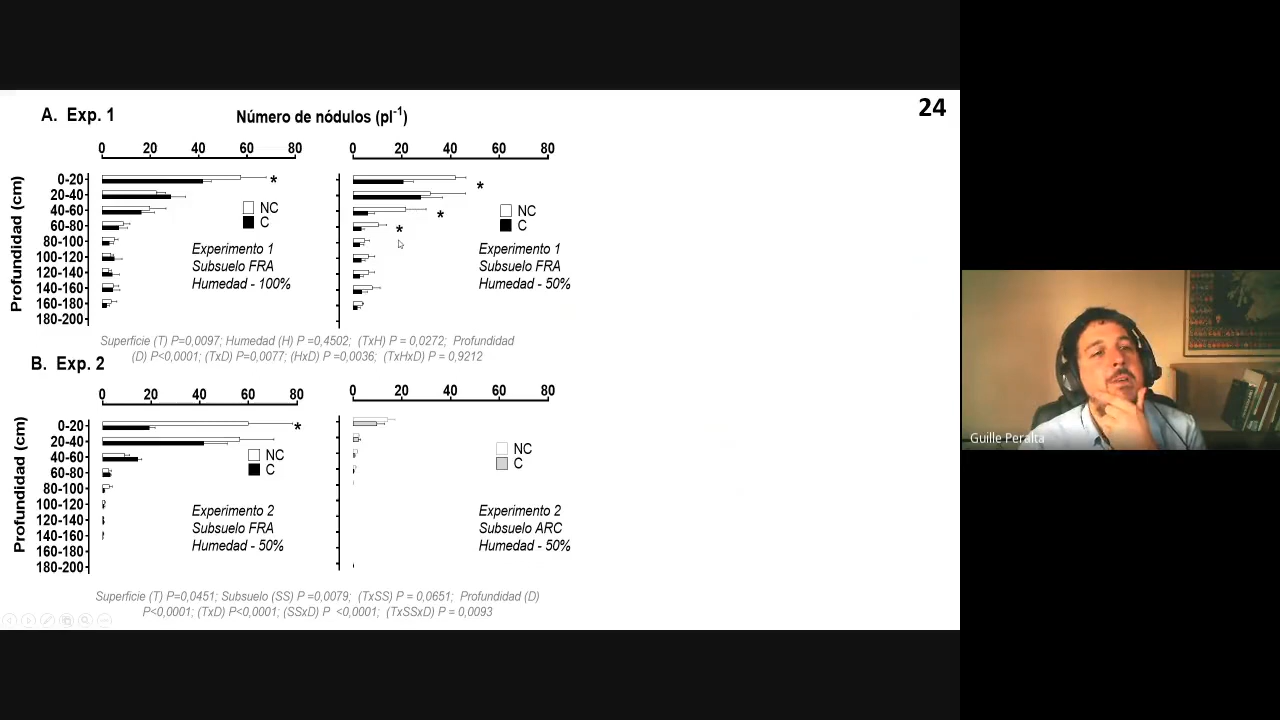 24
A. Exp. 1
Número de nódulos (pl-1)
0 20 40 60 80
0 20 40 60 80
Profundidad (cm)
0-20
20-40
40-60
60-80
80-100
100-120
120-140
140-160
160-180
180-200
*
NC
C
Experimento 1
Subsuelo FRA
Humedad - 100%
*
*
*
NC
C
Experimento 1
Subsuelo FRA
Humedad - 50%
Superficie (T) P=0,0097; Humedad (H) P =0,4502; (TxH) P = 0,0272; Profundidad
(D) P<0,0001; (TxD) P=0,0077; (HxD) P =0,0036; (TxHxD) P = 0,9212
B. Exp. 2
0 20 40 60 80
0 20 40 60 80
Profundidad (cm)
0-20
20-40
40-60
60-80
80-100
100-120
120-140
140-160
160-180
180-200
*
NC
C
Experimento 2
Subsuelo FRA
Humedad - 50%
NC
C
Experimento 2
Subsuelo ARC
Humedad - 50%
Superficie (T) P=0,0451; Subsuelo (SS) P =0,0079; (TxSS) P = 0,0651; Profundidad (D)
P<0,0001; (TxD) P<0,0001; (SSxD) P <0,0001; (TxSSxD) P = 0,0093
Guille Peralta